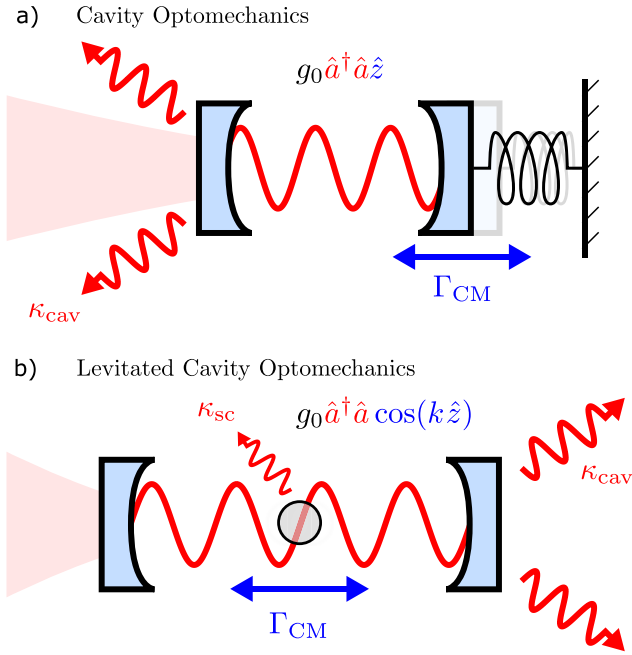 a) Cavity Optomechanics
g₀â†âẑ
κcav
ΓCM
b) Levitated Cavity Optomechanics
κsc
g₀â†â cos(kẑ)
κcav
ΓCM